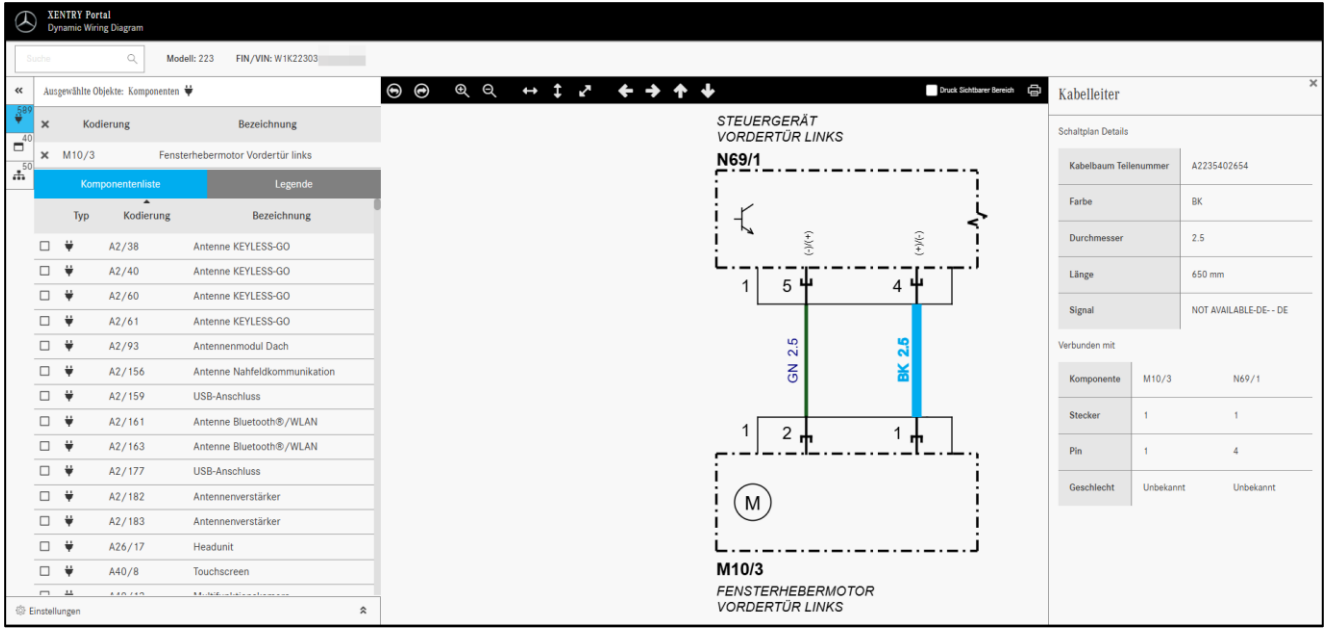 XENTRY Portal
Dynamic Wiring Diagram
Suche
Modell: 223 FIN/VIN: W1K22303
Ausgewählte Objekte: Komponenten
589
40
50
Kodierung Bezeichnung
M10/3 Fensterhebermotor Vordertür links
Komponentenliste Legende
Typ Kodierung Bezeichnung
A2/38 Antenne KEYLESS-GO
A2/40 Antenne KEYLESS-GO
A2/60 Antenne KEYLESS-GO
A2/61 Antenne KEYLESS-GO
A2/93 Antennenmodul Dach
A2/156 Antenne Nahfeldkommunikation
A2/159 USB-Anschluss
A2/161 Antenne Bluetooth®/WLAN
A2/163 Antenne Bluetooth®/WLAN
A2/177 USB-Anschluss
A2/182 Antennenverstärker
A2/183 Antennenverstärker
A26/17 Headunit
A40/8 Touchscreen
Einstellungen
Druck Sichtbarer Bereich
STEUERGERÄT
VORDERTÜR LINKS
N69/1
(-)/(+) (+)/(-)
1 5 4
GN 2.5 BK 2.5
1 2 1
M
M10/3
FENSTERHEBERMOTOR
VORDERTÜR LINKS
Kabelleiter
Schaltplan Details
Kabelbaum Teilenummer A2235402654
Farbe BK
Durchmesser 2.5
Länge 650 mm
Signal NOT AVAILABLE-DE- - DE
Verbunden mit
Komponente M10/3 N69/1
Stecker 1 1
Pin 1 4
Geschlecht Unbekannt Unbekannt